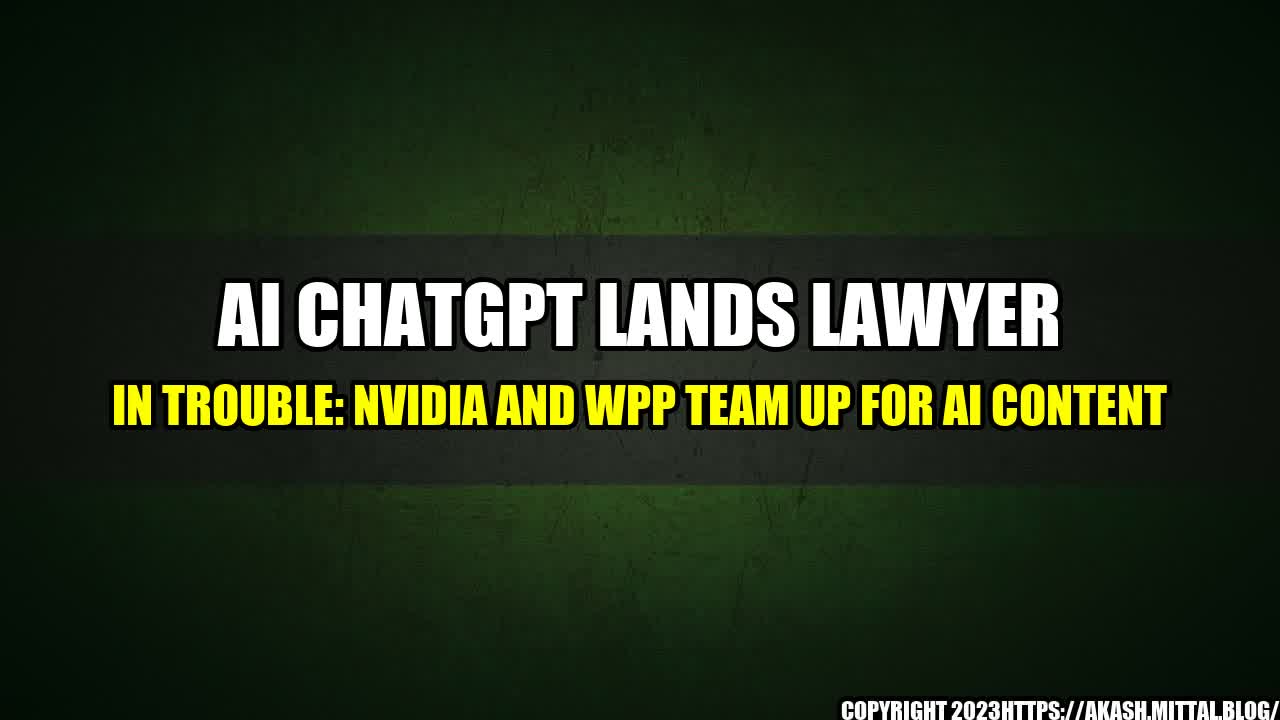 AI CHATGPT LANDS LAWYER
IN TROUBLE: NVIDIA AND WPP TEAM UP FOR AI CONTENT
COPYRIGHT 2023HTTPS://AKASH.MITTAL.BLOG/